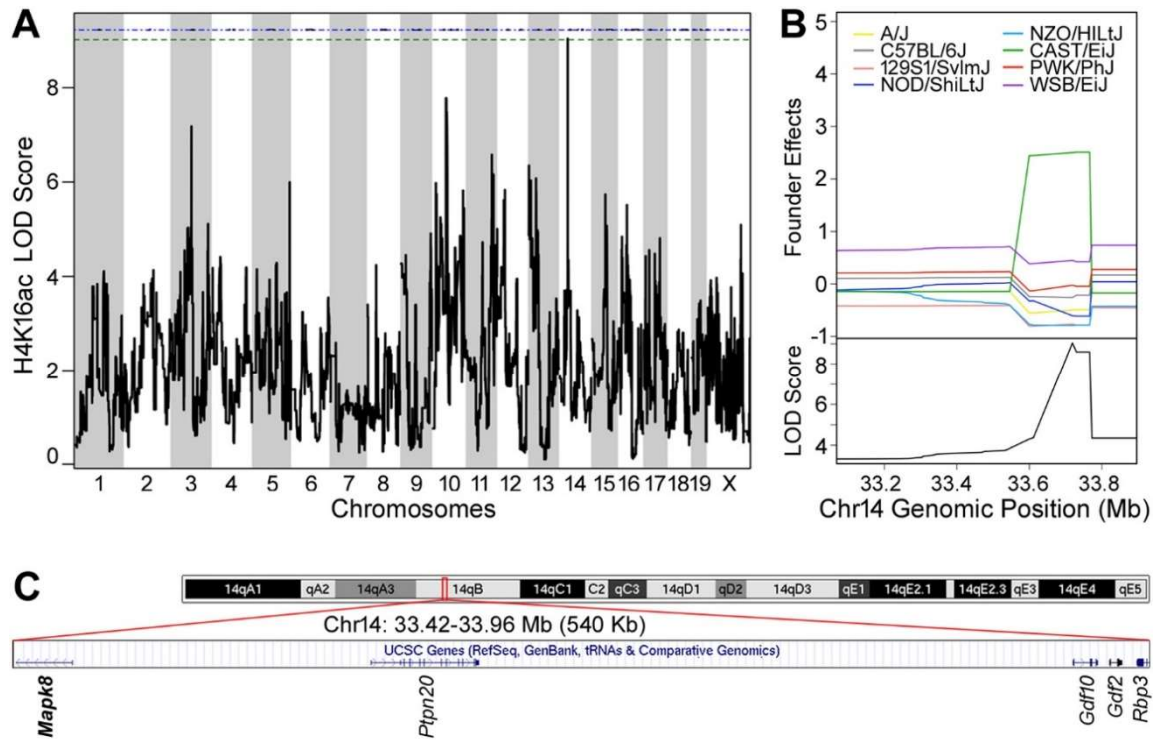 A
H4K16ac LOD Score
8
6
4
2
0
1 2 3 4 5 6 7 8 9 10 11 12 13 14 15 16 17 18 19 X
Chromosomes
B
Founder Effects
5
4
3
2
1
0
-1
A/J
C57BL/6J
129S1/SvlmJ
NOD/ShiLtJ
NZO/HILtJ
CAST/EiJ
PWK/PhJ
WSB/EiJ
LOD Score
8
6
4
33.2 33.4 33.6 33.8
Chr14 Genomic Position (Mb)
C
14qA1 qA2 14qA3 14qB 14qC1 C2 qC3 14qD1 qD2 14qD3 qE1 14qE2.1 14qE2.3 qE3 14qE4 qE5
Chr14: 33.42-33.96 Mb (540 Kb)
UCSC Genes (RefSeq, GenBank, tRNAs & Comparative Genomics)
Mapk8
Ptpn20
Gdf10
Gdf2
Rbp3